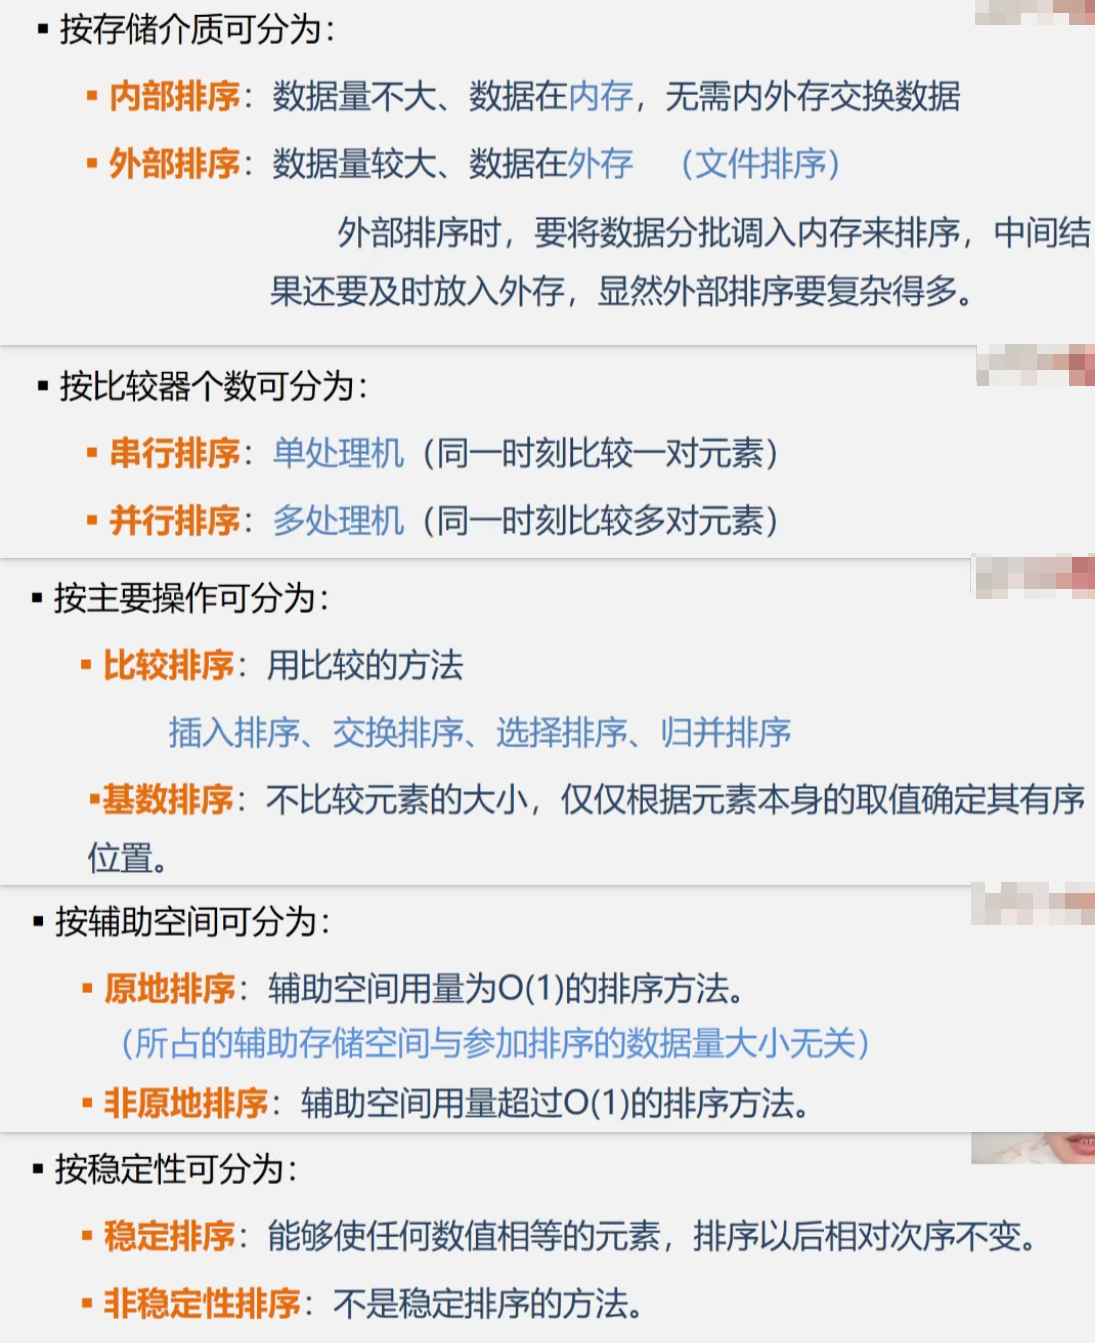 ▪ 按存储介质可分为：
▪ 内部排序：数据量不大、数据在内存，无需内外存交换数据
▪ 外部排序：数据量较大、数据在外存 （文件排序）
外部排序时，要将数据分批调入内存来排序，中间结
果还要及时放入外存，显然外部排序要复杂得多。
▪ 按比较器个数可分为：
▪ 串行排序：单处理机（同一时刻比较一对元素）
▪ 并行排序：多处理机（同一时刻比较多对元素）
▪ 按主要操作可分为：
▪ 比较排序：用比较的方法
插入排序、交换排序、选择排序、归并排序
▪基数排序：不比较元素的大小，仅仅根据元素本身的取值确定其有序
位置。
▪ 按辅助空间可分为：
▪ 原地排序：辅助空间用量为O(1)的排序方法。
（所占的辅助存储空间与参加排序的数据量大小无关）
▪ 非原地排序：辅助空间用量超过O(1)的排序方法。
▪ 按稳定性可分为：
▪ 稳定排序：能够使任何数值相等的元素，排序以后相对次序不变。
▪ 非稳定性排序：不是稳定排序的方法。